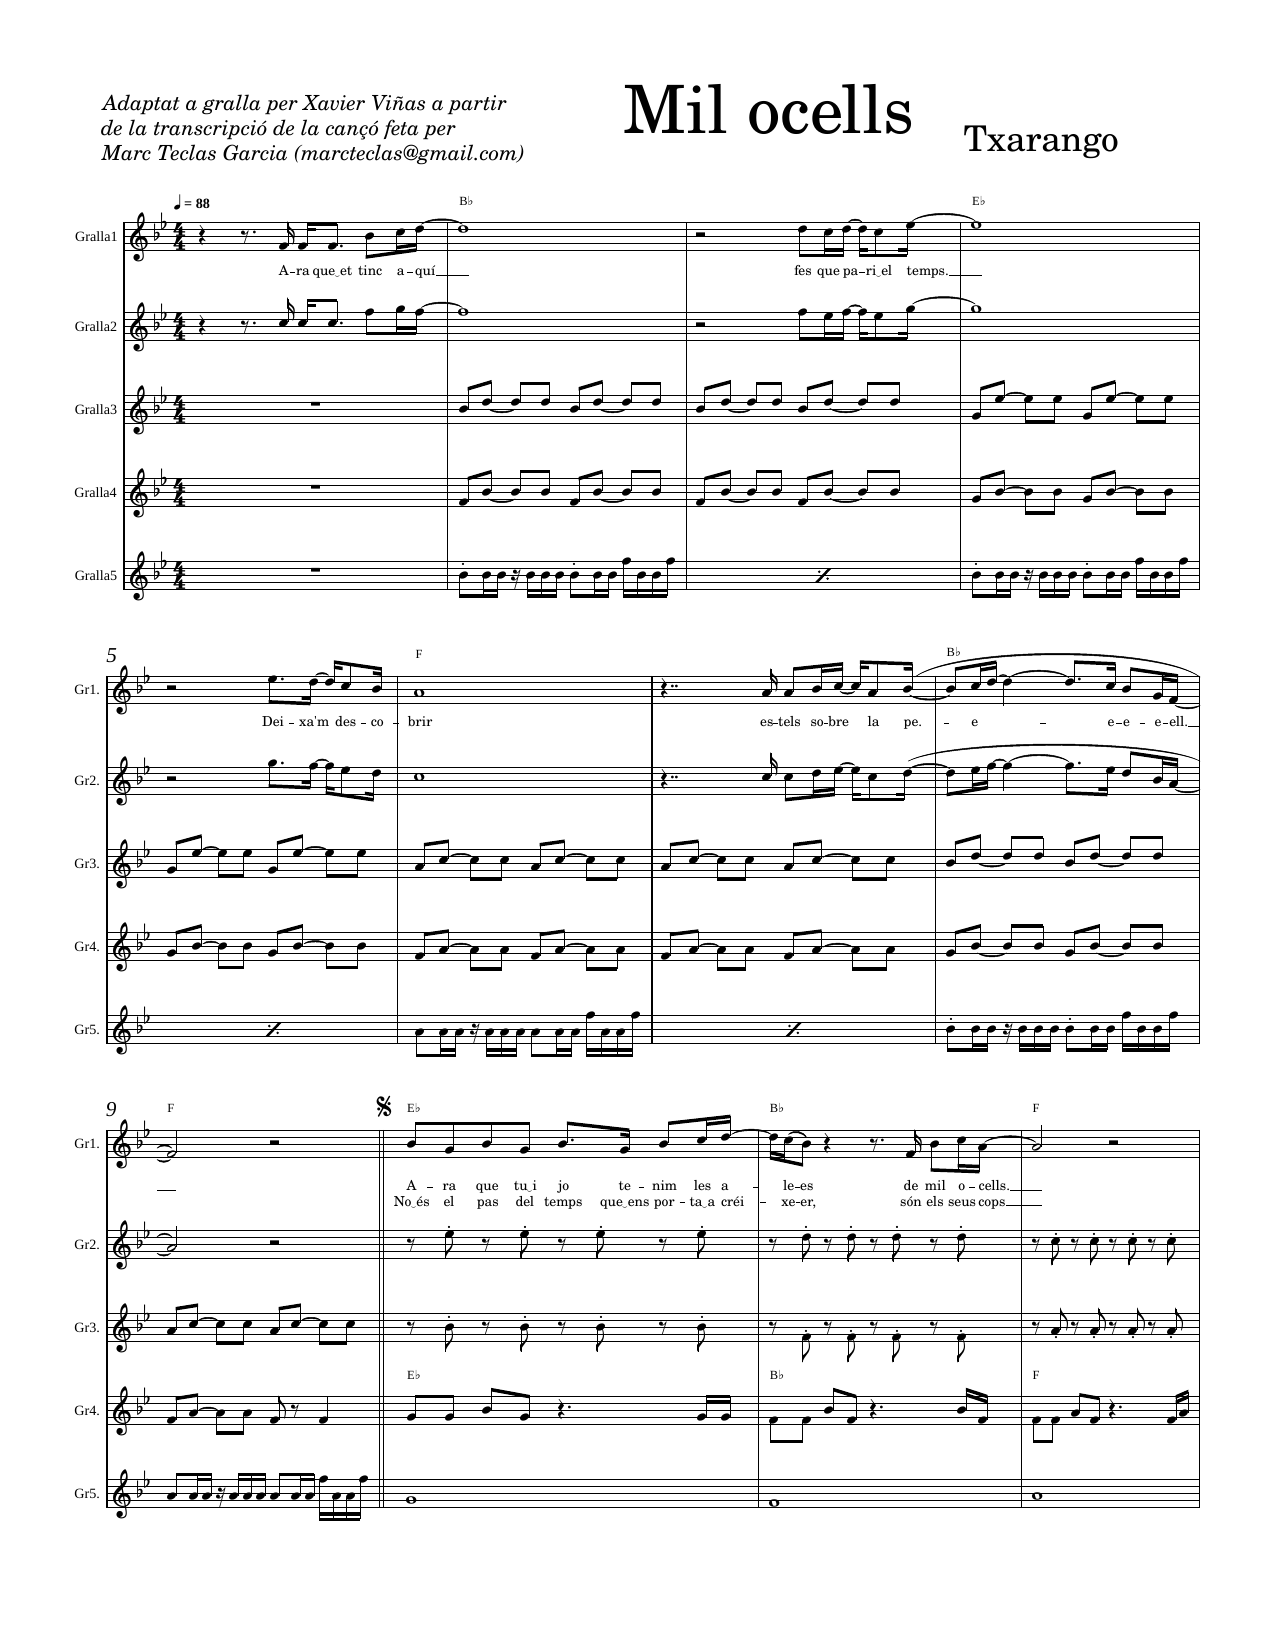 Adaptat a gralla per Xavier Viñas a partir
de la transcripció de la cançó feta per
Marc Teclas Garcia (marcteclas@gmail.com)
Mil ocells
Txarango
♩ = 88
B♭ E♭
Gralla1
A–ra que‿et tinc a–quí fes que pa–ri‿el temps.
Gralla2
Gralla3
Gralla4
Gralla5
5
F B♭
Gr1.
Dei – xa'm des – co – brir es–tels so–bre la pe. – e – e–e – e–ell.
Gr2.
Gr3.
Gr4.
Gr5.
9
F E♭ B♭ F
Gr1.
A – ra que tu‿i jo te – nim les a – le–es de mil o–cells.
No‿és el pas del temps que‿ens por – ta‿a créi – xe–er, són els seus cops
Gr2.
Gr3.
E♭ B♭ F
Gr4.
Gr5.